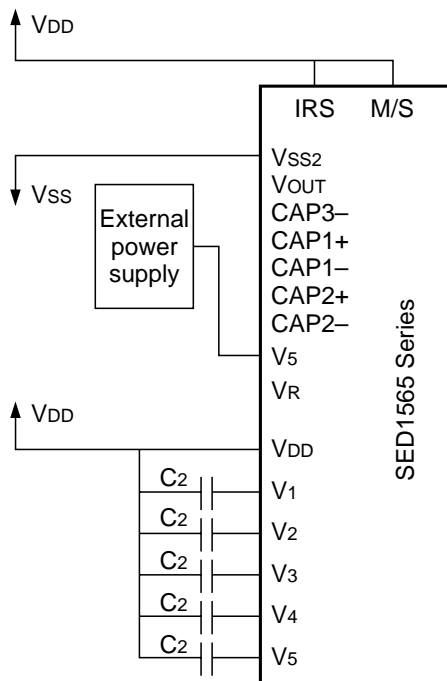 VDD
IRS M/S
VSS2
VSS
VOUT
External
power
supply
CAP3–
CAP1+
CAP1–
CAP2+
CAP2–
V5
VR
SED1565 Series
VDD
VDD
C2 V1
C2 V2
C2 V3
C2 V4
C2 V5